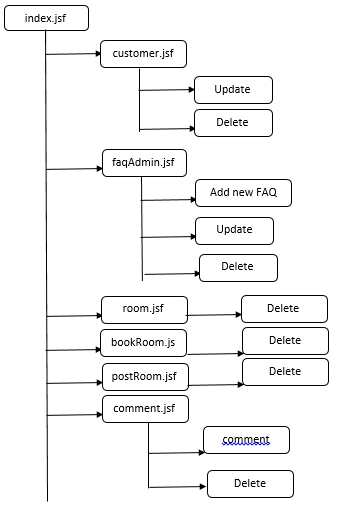 index.jsf
customer.jsf
Update
Delete
faqAdmin.jsf
Add new FAQ
Update
Delete
room.jsf
Delete
bookRoom.js
Delete
postRoom.jsf
Delete
comment.jsf
comment
Delete